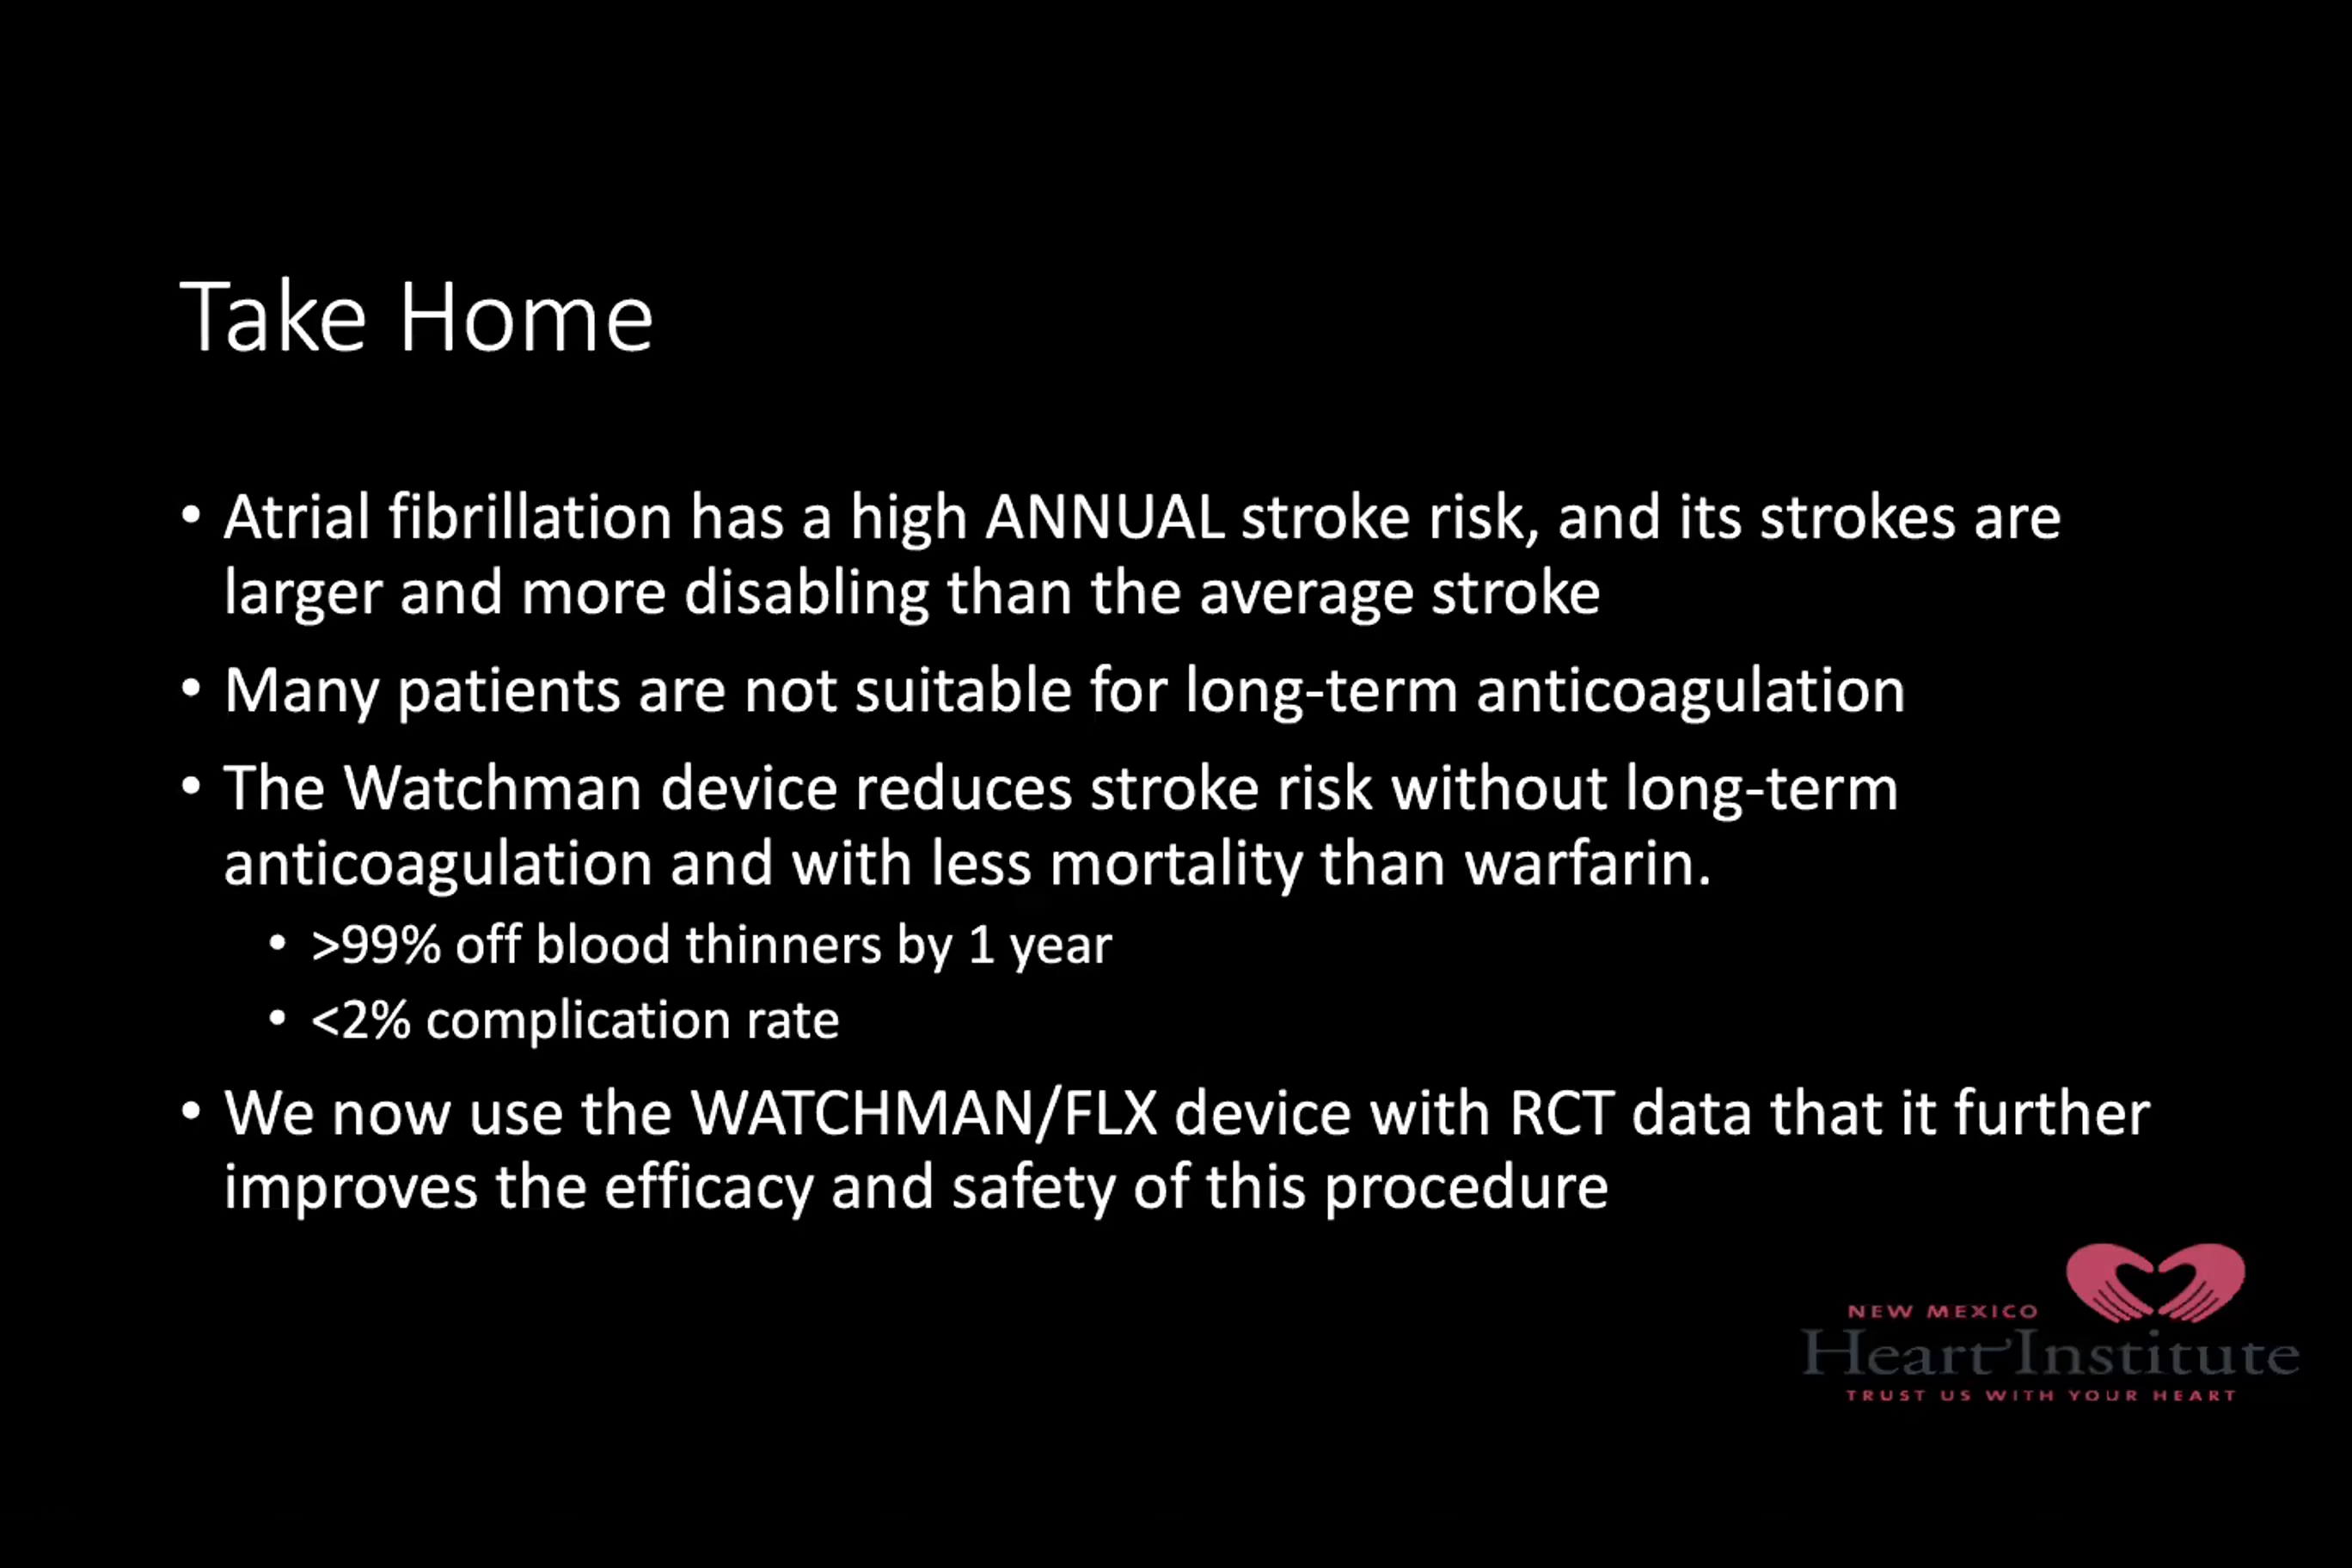 Take Home
• Atrial fibrillation has a high ANNUAL stroke risk, and its strokes are
larger and more disabling than the average stroke
• Many patients are not suitable for long-term anticoagulation
• The Watchman device reduces stroke risk without long-term
anticoagulation and with less mortality than warfarin.
• >99% off blood thinners by 1 year
• <2% complication rate
• We now use the WATCHMAN/FLX device with RCT data that it further
improves the efficacy and safety of this procedure
NEW MEXICO
Heart Institute
TRUST US WITH YOUR HEART